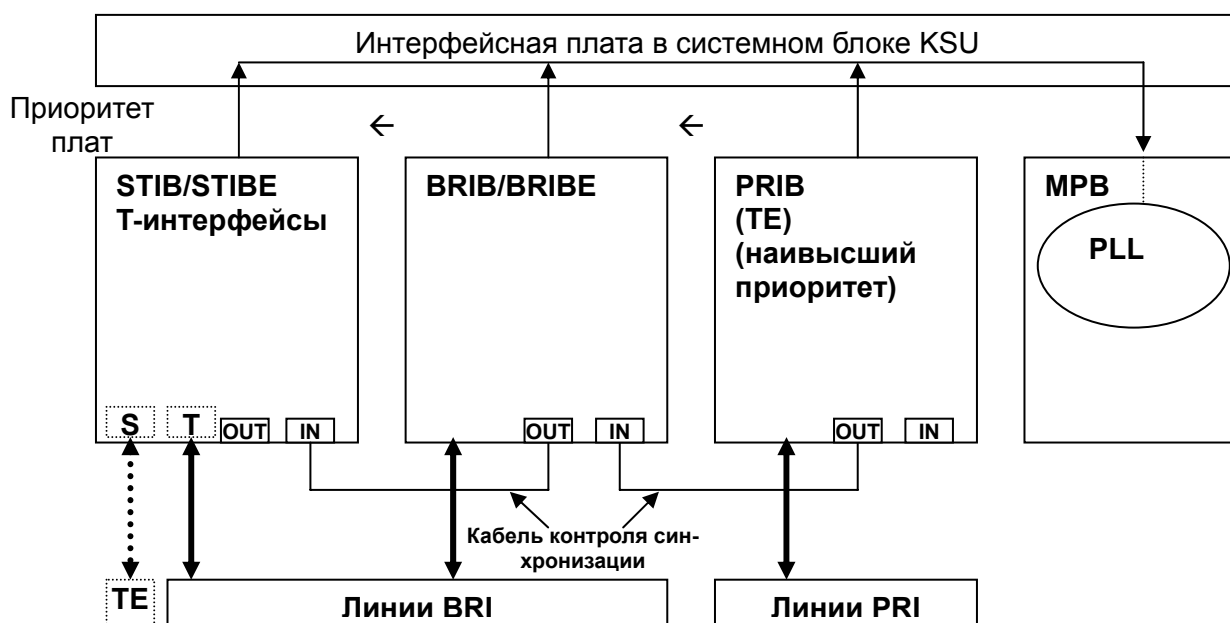 Интерфейсная плата в системном блоке KSU
Приоритет
плат
← ←
STIB/STIBE
Т-интерфейсы
BRIB/BRIBE
PRIB
(TE)
(наивысший
приоритет)
MPB
PLL
S T OUT IN OUT IN OUT IN
Кабель контроля син-
хронизации
TE
Линии BRI
Линии PRI